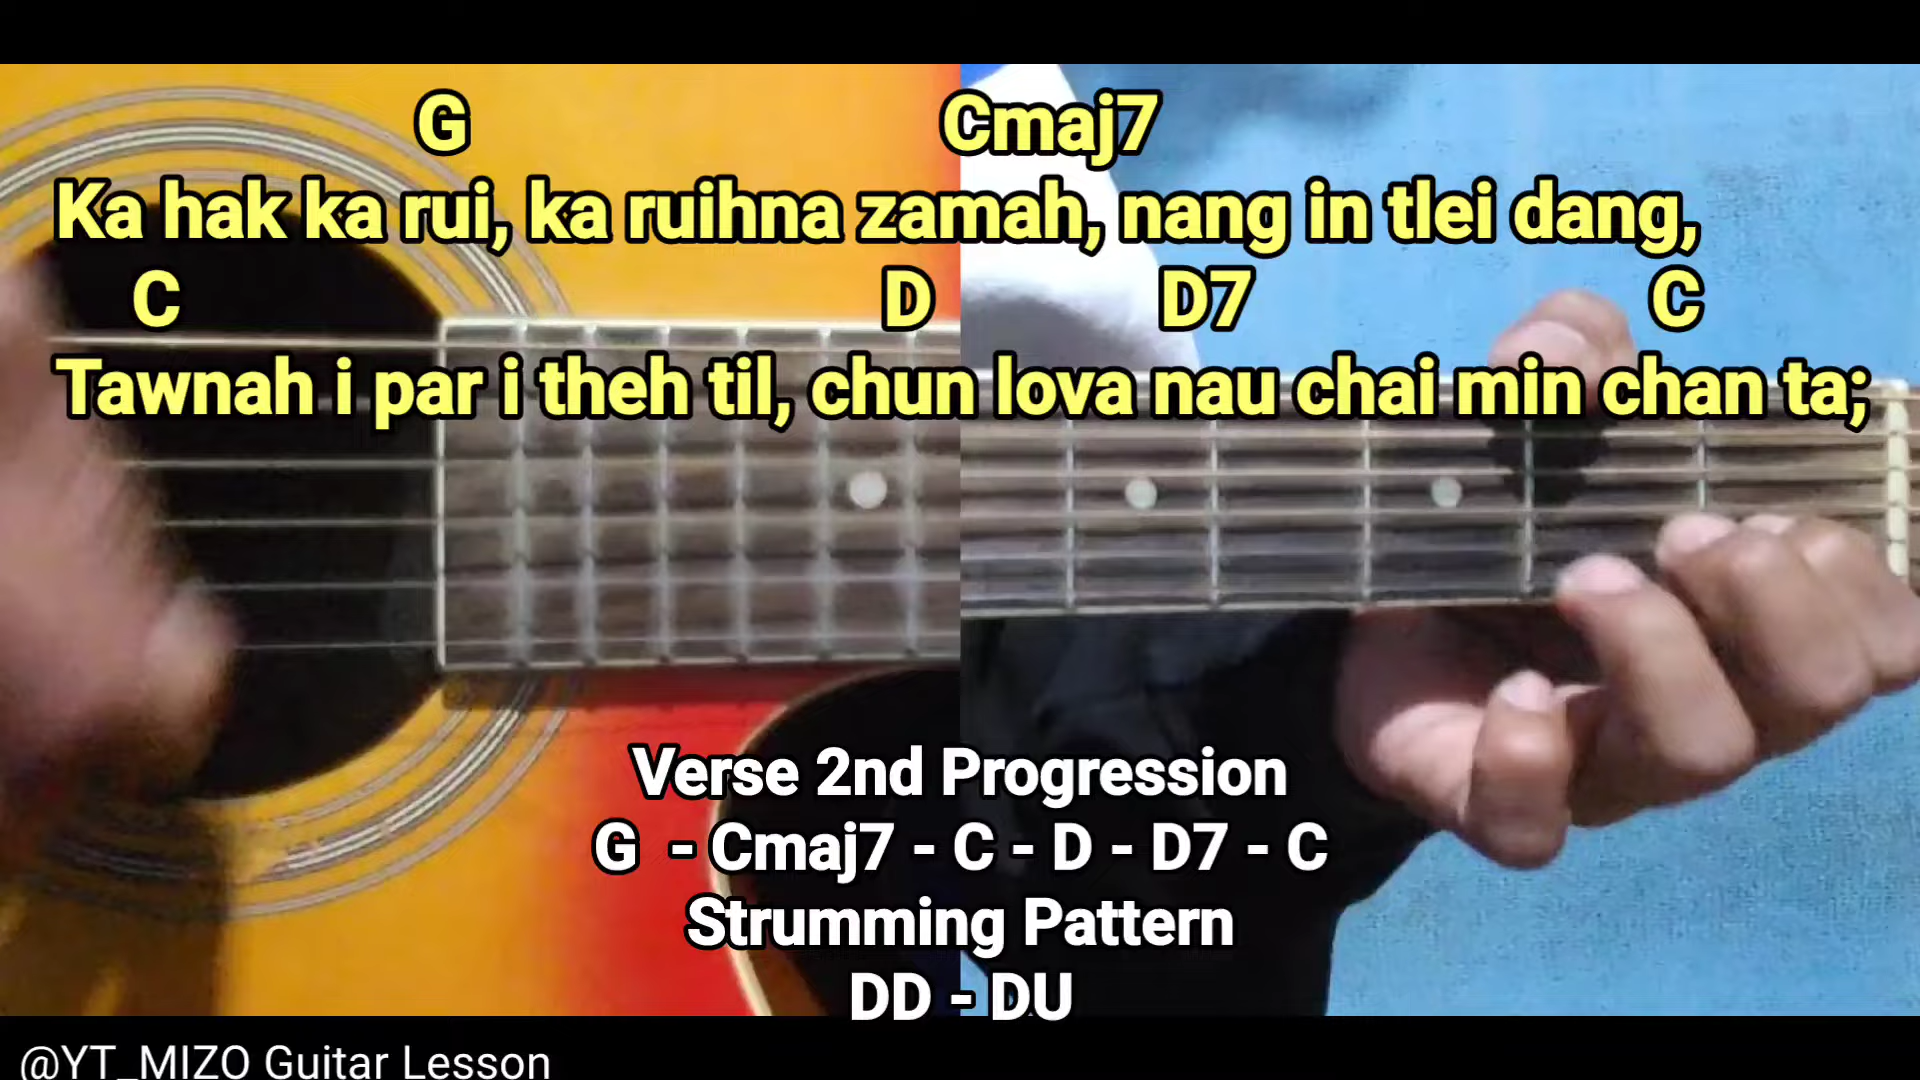 G Cmaj7
Ka hak ka rui, ka ruihna zamah, nang in tlei dang,
C D D7 C
Tawnah i par i theh til, chun lova nau chai min chan ta;
Verse 2nd Progression
G - Cmaj7 - C - D - D7 - C
Strumming Pattern
DD - DU
@YT_MIZO Guitar Lesson